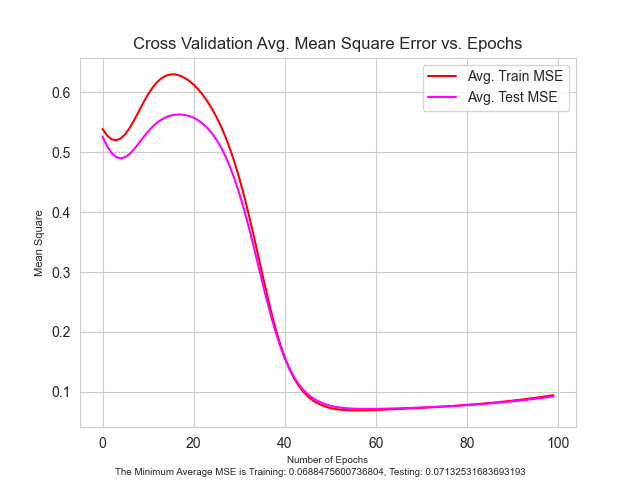 Cross Validation Avg. Mean Square Error vs. Epochs
Avg. Train MSE
Avg. Test MSE
0.6
0.5
0.4
0.3
0.2
0.1
Mean Square
0 20 40 60 80 100
Number of Epochs
The Minimum Average MSE is Training: 0.0688475600736804, Testing: 0.07132531683693193